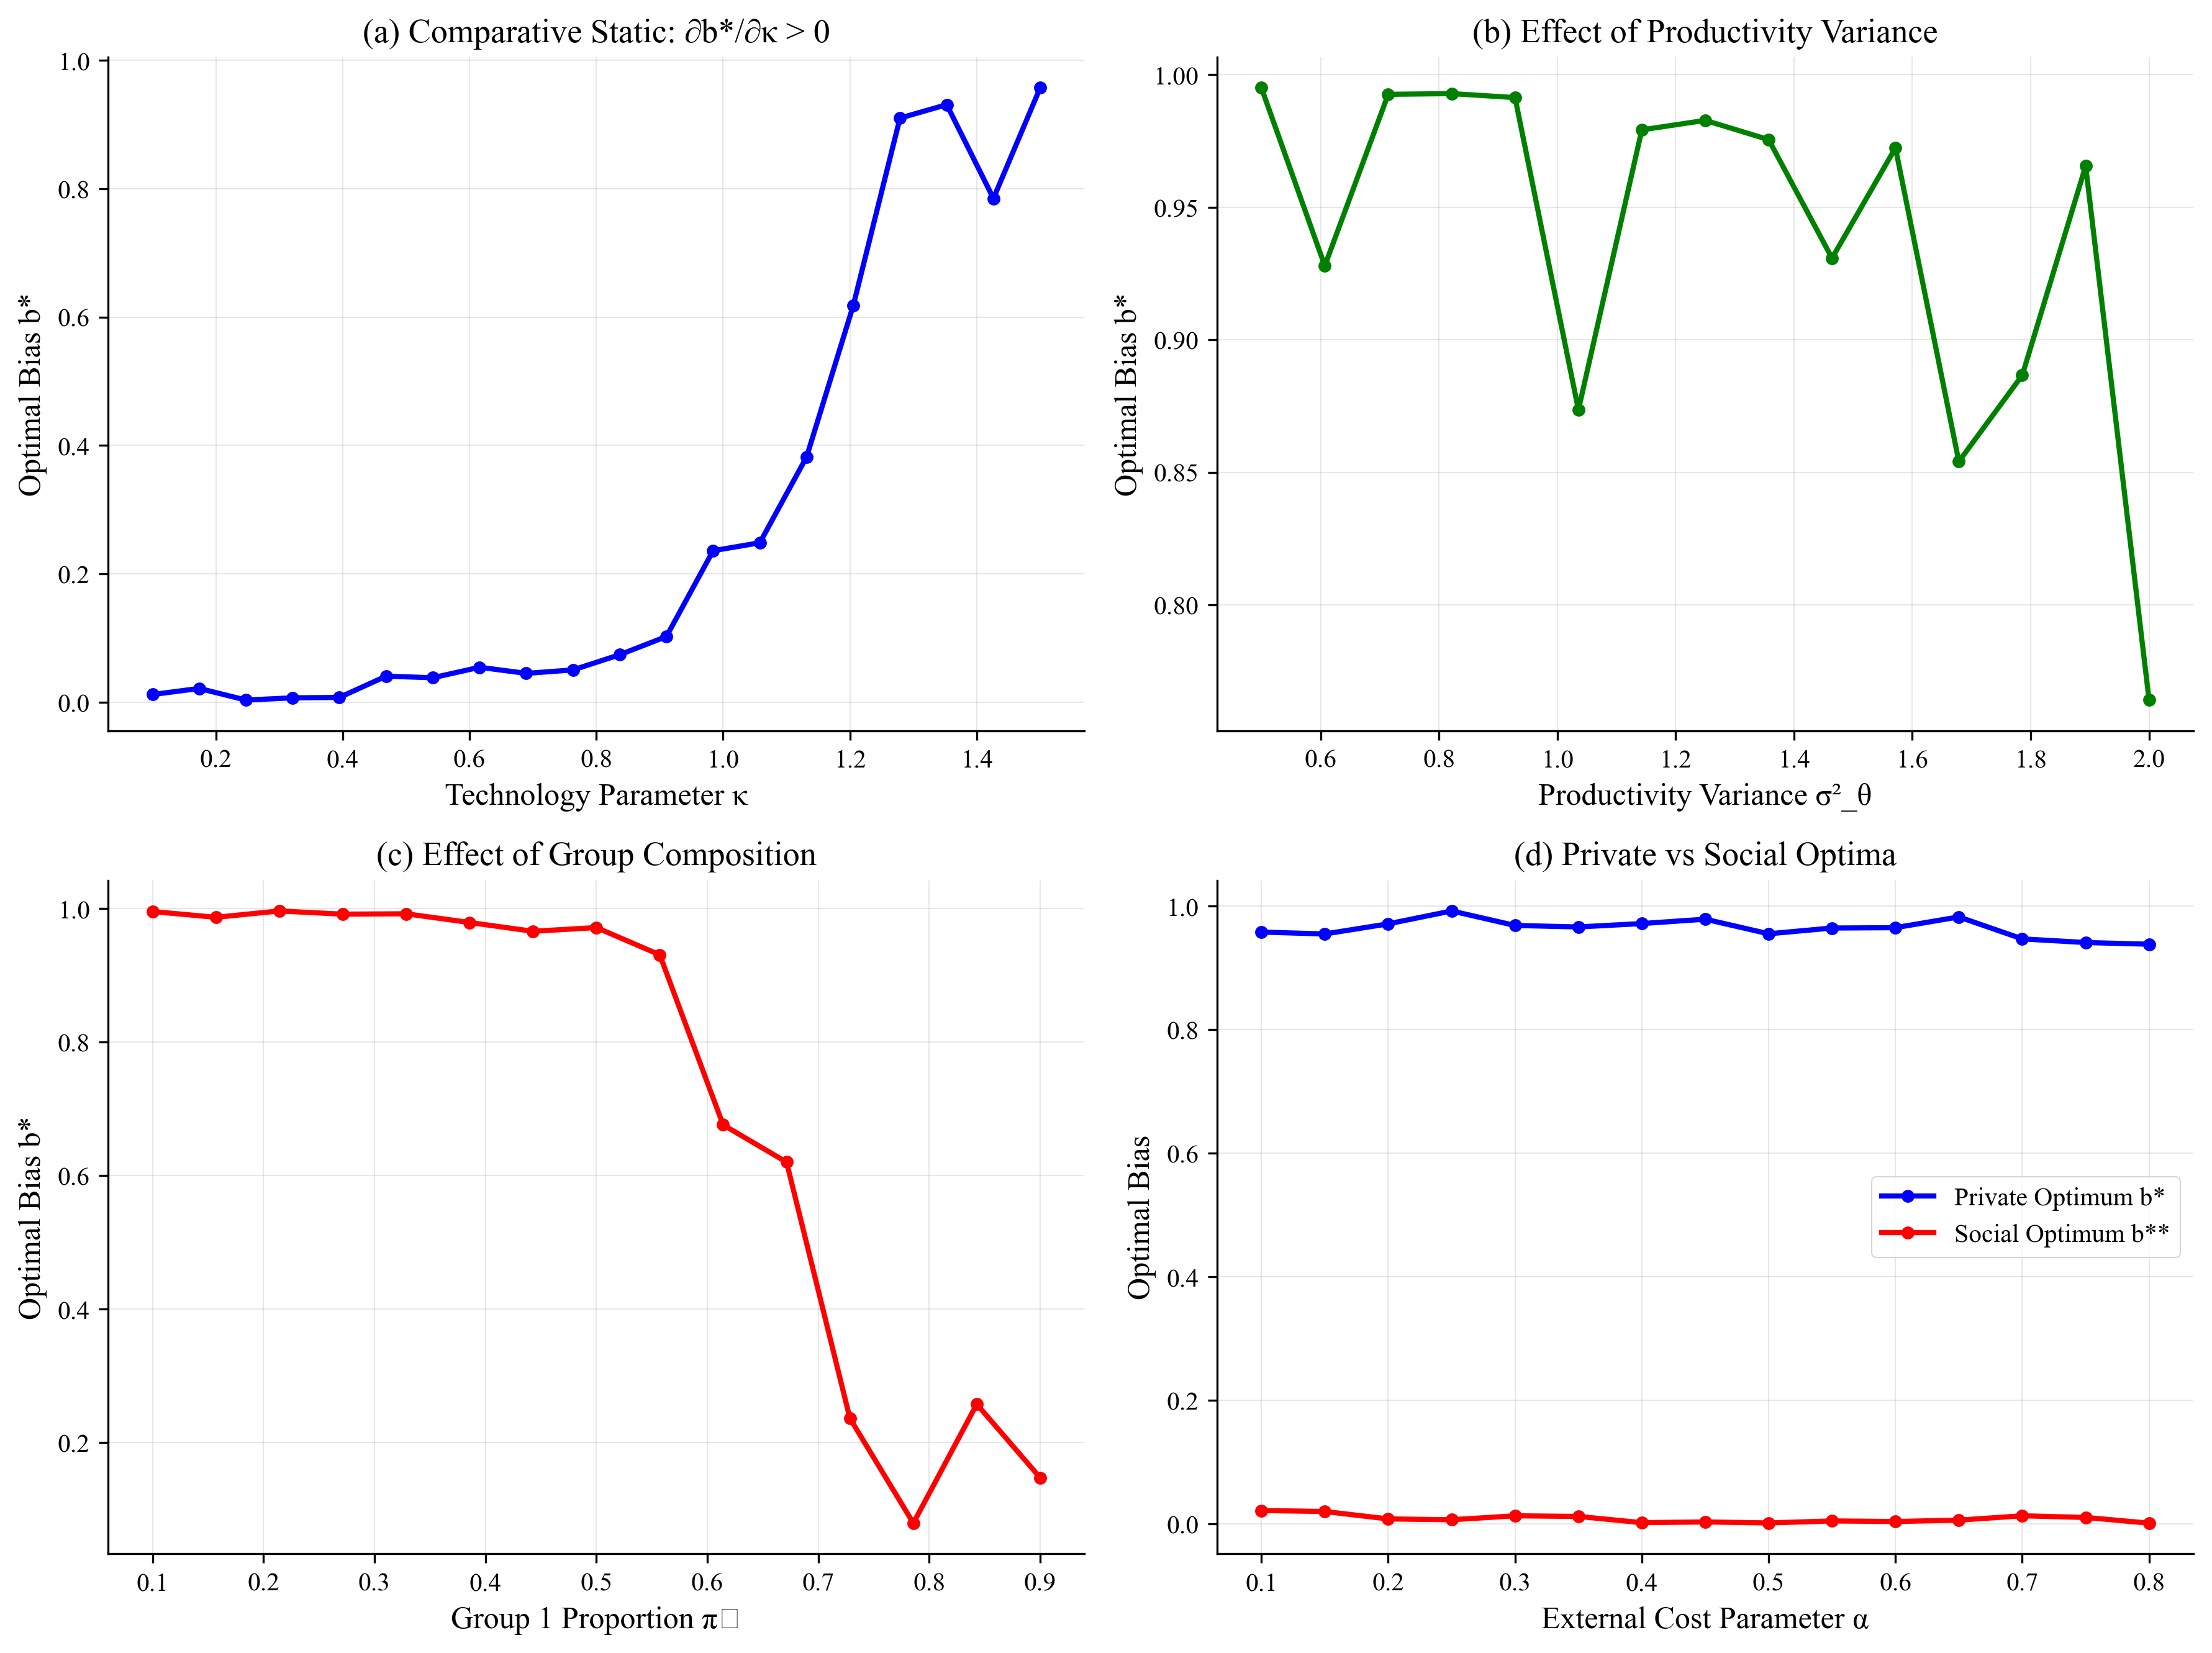 (a) Comparative Static: ∂b*/∂κ > 0
Optimal Bias b*
1.0
0.8
0.6
0.4
0.2
0.0
0.2 0.4 0.6 0.8 1.0 1.2 1.4
Technology Parameter κ
(b) Effect of Productivity Variance
Optimal Bias b*
1.00
0.95
0.90
0.85
0.80
0.6 0.8 1.0 1.2 1.4 1.6 1.8 2.0
Productivity Variance σ²_θ
(c) Effect of Group Composition
Optimal Bias b*
1.0
0.8
0.6
0.4
0.2
0.1 0.2 0.3 0.4 0.5 0.6 0.7 0.8 0.9
Group 1 Proportion π□
(d) Private vs Social Optima
Optimal Bias
1.0
0.8
0.6
0.4
0.2
0.0
Private Optimum b*
Social Optimum b**
0.1 0.2 0.3 0.4 0.5 0.6 0.7 0.8
External Cost Parameter α